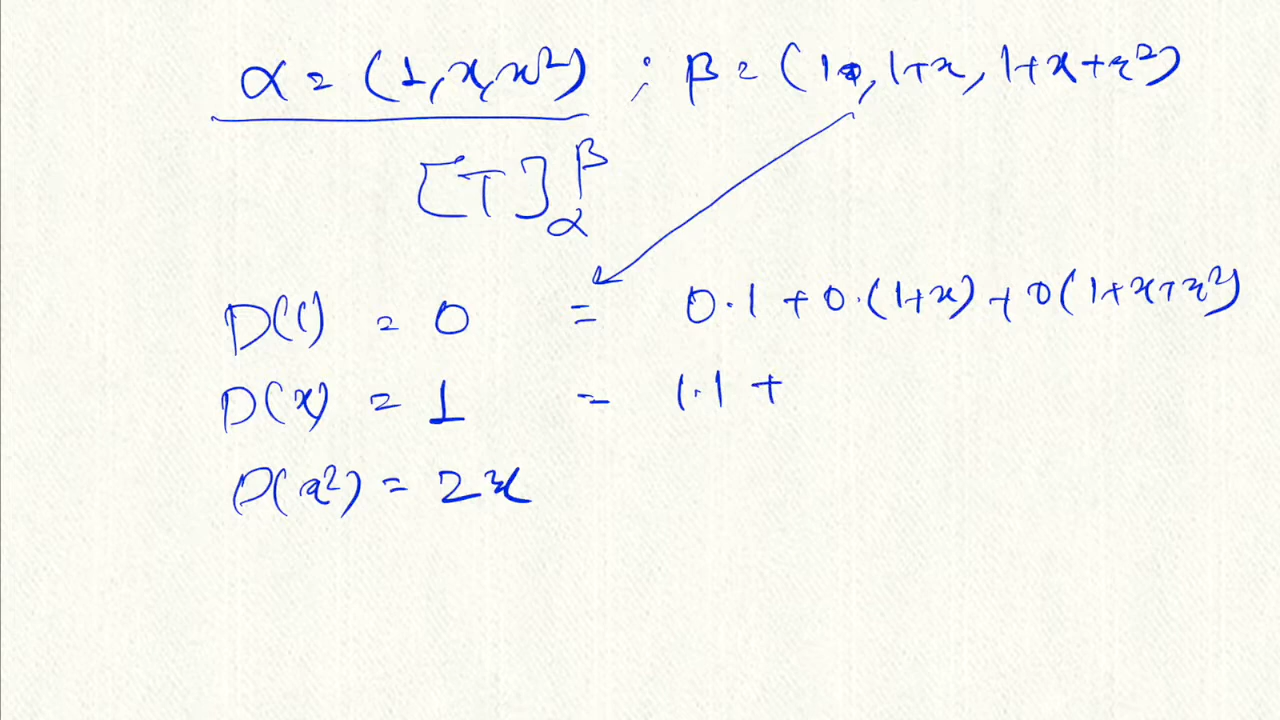 α = (1, x, x²) ; β = (1, 1+x, 1+x+x²)
[T]_α^β
D(1) = 0 = 0·1 + 0·(1+x) + 0(1+x+x²)
D(x) = 1 = 1·1 +
D(x²) = 2x